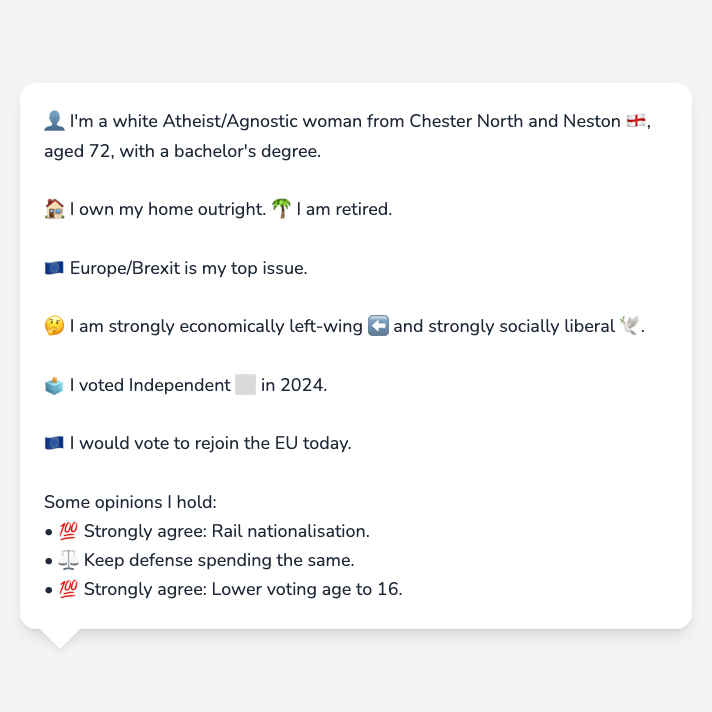 👤 I'm a white Atheist/Agnostic woman from Chester North and Neston 🏴󠁧󠁢󠁥󠁮󠁧󠁿,
aged 72, with a bachelor's degree.
🏠 I own my home outright. 🌴 I am retired.
🇪🇺 Europe/Brexit is my top issue.
🤔 I am strongly economically left-wing ⬅️ and strongly socially liberal 🕊️.
🗳️ I voted Independent ⬜ in 2024.
🇪🇺 I would vote to rejoin the EU today.
Some opinions I hold:
• 💯 Strongly agree: Rail nationalisation.
• ⚖️ Keep defense spending the same.
• 💯 Strongly agree: Lower voting age to 16.